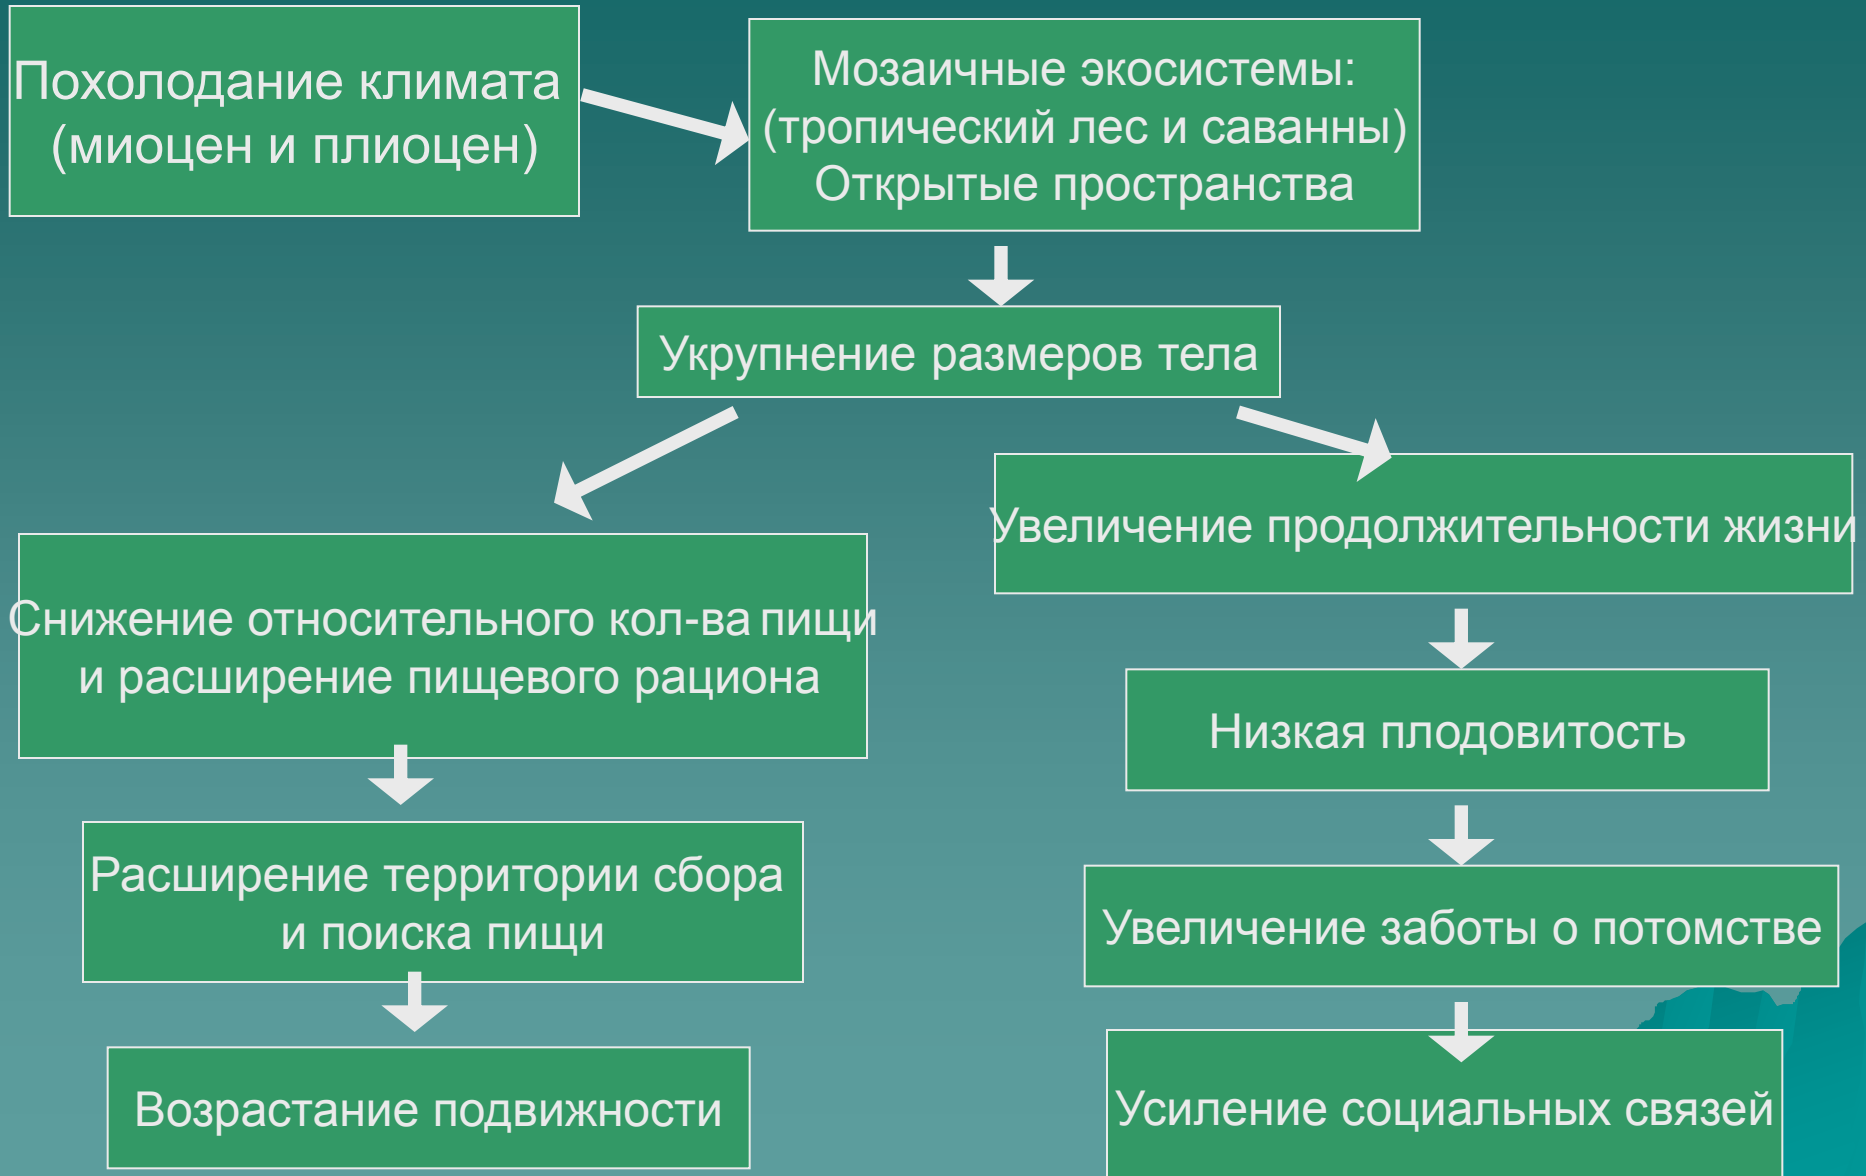 Похолодание климата
(миоцен и плиоцен)
Мозаичные экосистемы:
(тропический лес и саванны)
Открытые пространства
Укрупнение размеров тела
Снижение относительного кол-ва пищи
и расширение пищевого рациона
Расширение территории сбора
и поиска пищи
Возрастание подвижности
Увеличение продолжительности жизни
Низкая плодовитость
Увеличение заботы о потомстве
Усиление социальных связей